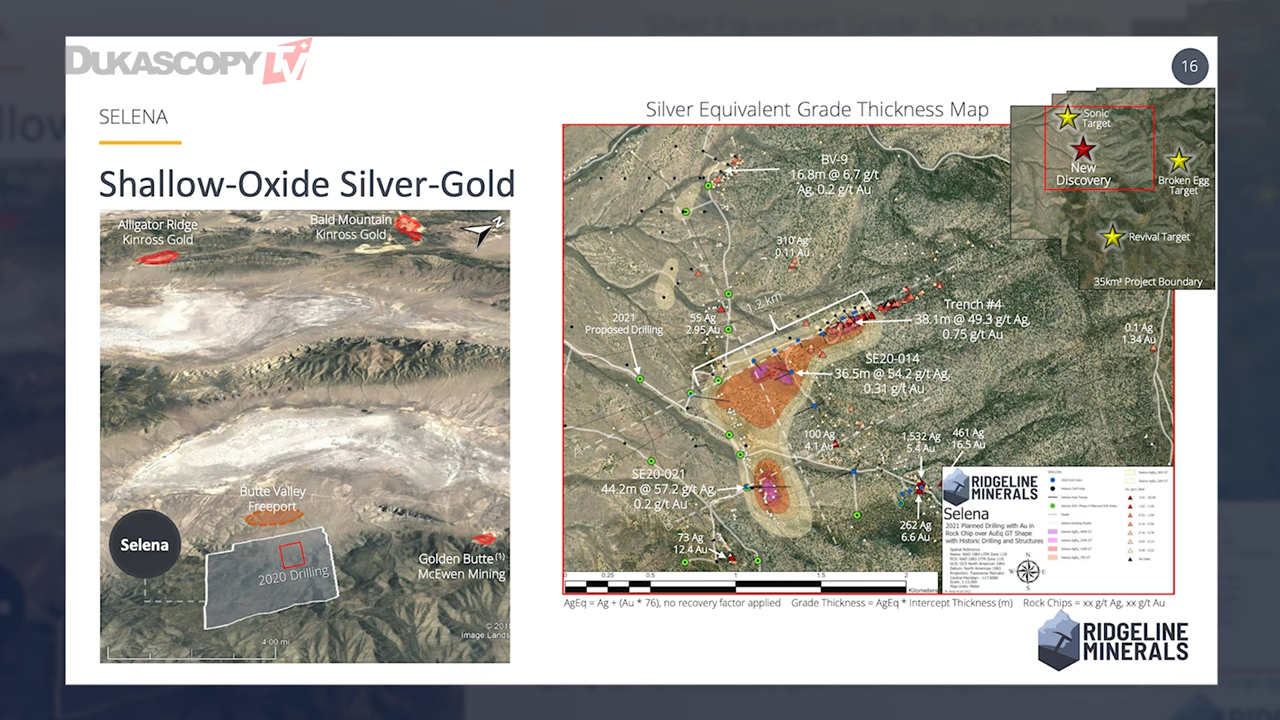 DUKASCOPY TV
16
SELENA
Shallow-Oxide Silver-Gold
Alligator Ridge
Kinross Gold
Bald Mountain
Kinross Gold
N
Butte Valley
Freeport
Selena
2020 Drilling
Golden Butte (1)
McEwen Mining
4.00 mi
Image Lands
Silver Equivalent Grade Thickness Map
BV-9
16.8m @ 6.7 g/t
Ag, 0.2 g/t Au
310 Ag
0.11 Au
2 km
2021
Proposed Drilling
55 Ag
2.95 Au
Trench #4
38.1m @ 49.3 g/t Ag,
0.75 g/t Au
0.1 Ag
1.34 Au
SE20-014
36.5m @ 54.2 g/t Ag,
0.31 g/t Au
100 Ag
4.1 Au
1,532 Ag
5.4 Au
461 Ag
16.5 Au
SE20-021
44.2m @ 57.2 g/t Ag,
0.2 g/t Au
262 Ag
6.6 Au
73 Ag
12.4 Au
0 0.25 0.5 1 1.5 2
Kilometers
Sonic
Target
New
Discovery
Broken Egg
Target
Revival Target
35km² Project Boundary
RIDGELINE
MINERALS
Selena
2021 Planned Drilling with Au in
Rock Chip over AuEq GT Shape
with Historic Drilling and Structures
N
W E
S
AgEq = Ag + (Au * 76), no recovery factor applied Grade Thickness = AgEq * Intercept Thickness (m) Rock Chips = xx g/t Ag, xx g/t Au
RIDGELINE
MINERALS